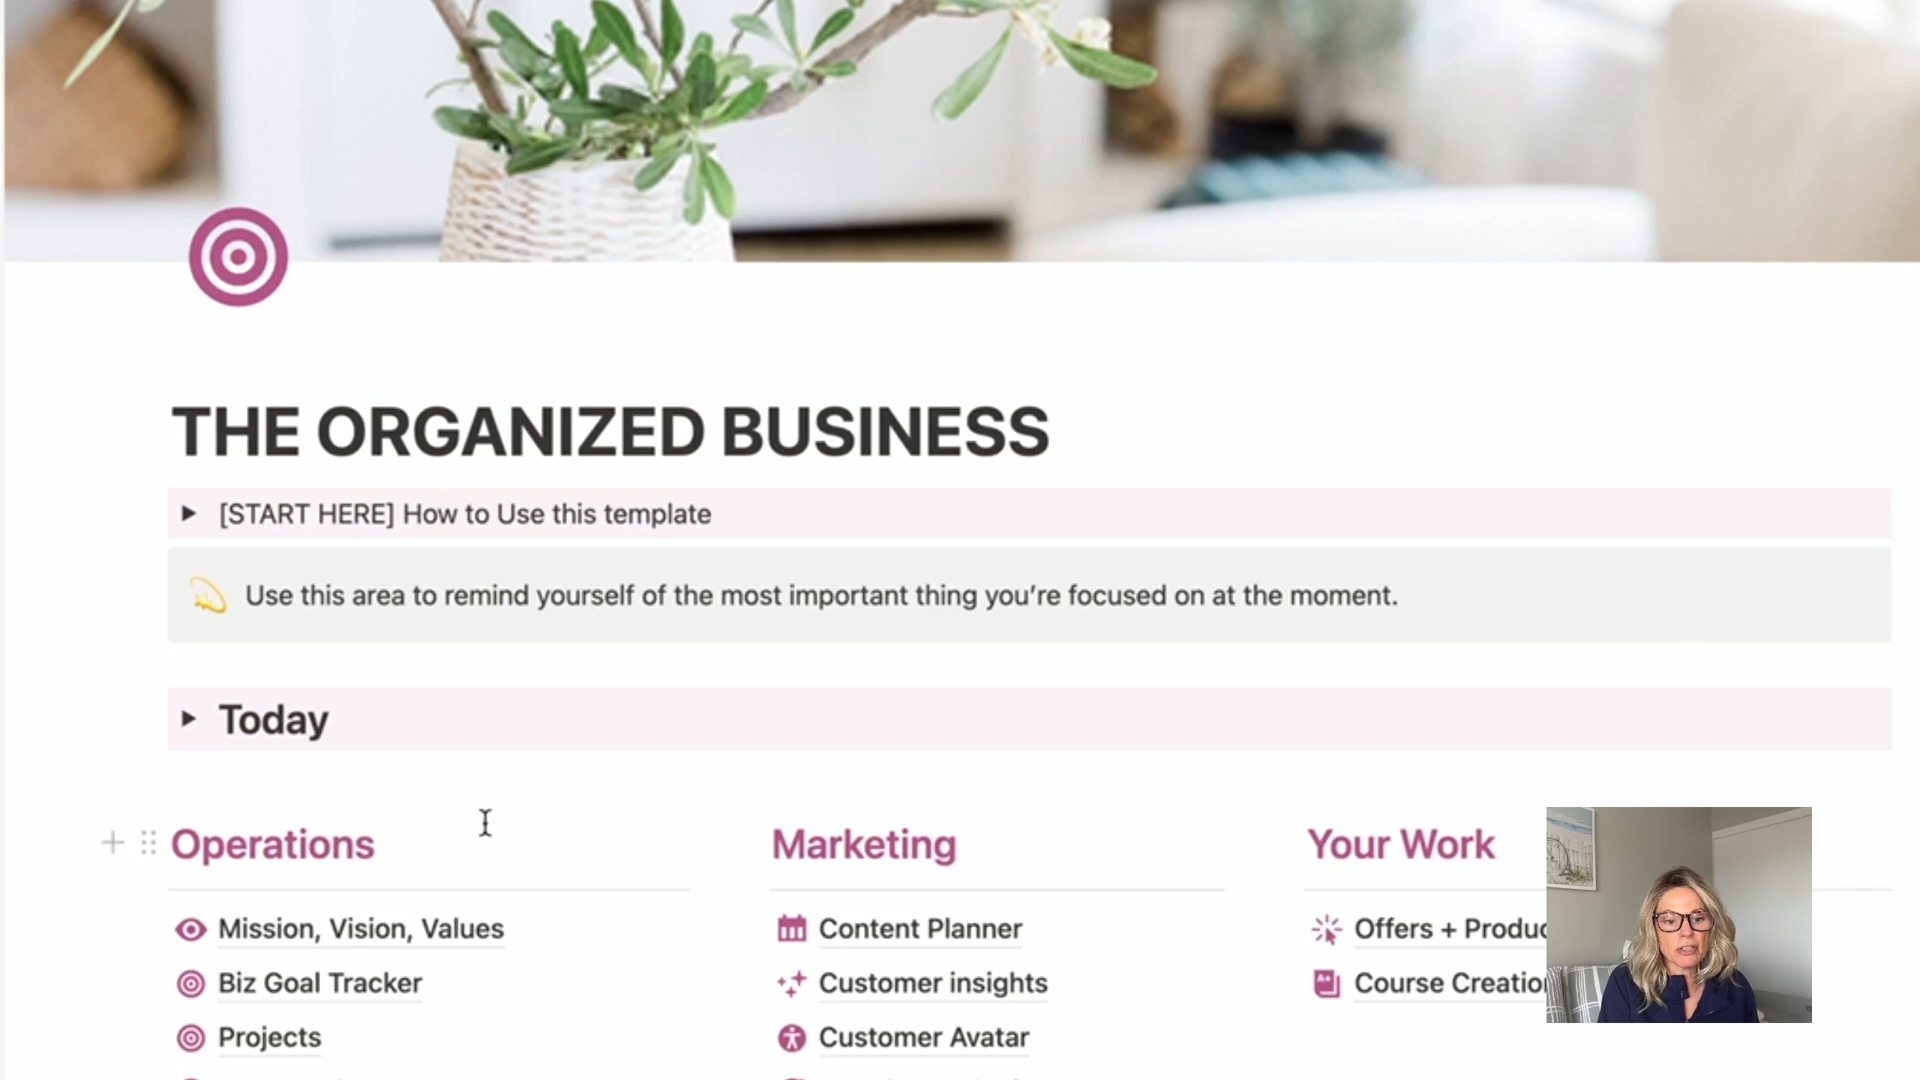 THE ORGANIZED BUSINESS
[START HERE] How to Use this template
Use this area to remind yourself of the most important thing you’re focused on at the moment.
Today
Operations
Mission, Vision, Values
Biz Goal Tracker
Projects
Marketing
Content Planner
Customer insights
Customer Avatar
Your Work
Offers +
Course